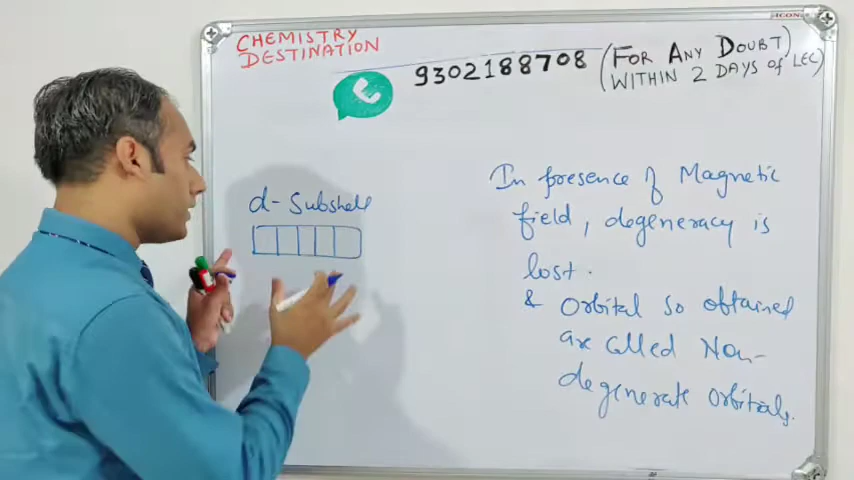 CHEMISTRY
DESTINATION
9302188708
(FOR ANY DOUBT)
WITHIN 2 DAYS of LEC)
ICON
d- Subshell
In presence of Magnetic
field, degeneracy is
lost.
& Orbital so obtained
are called Non-
degenerate orbitals.